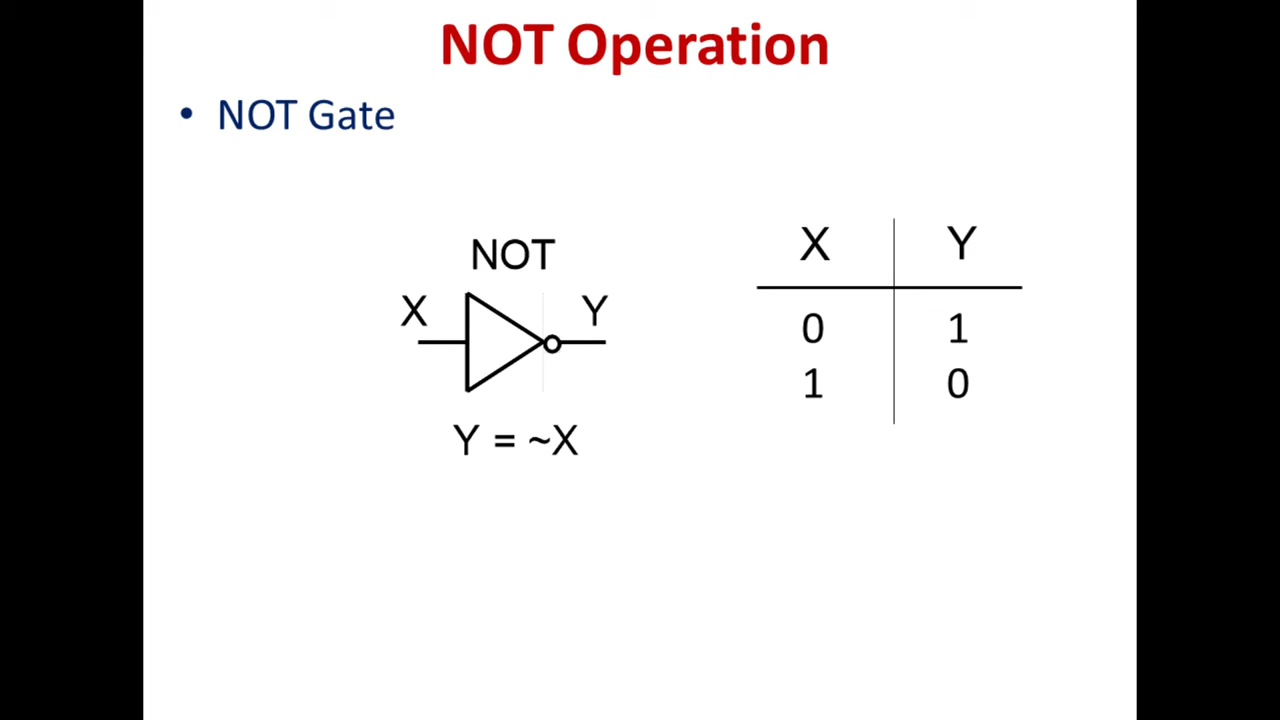 NOT Operation
• NOT Gate
NOT
X Y
Y = ~X
X Y
0 1
1 0